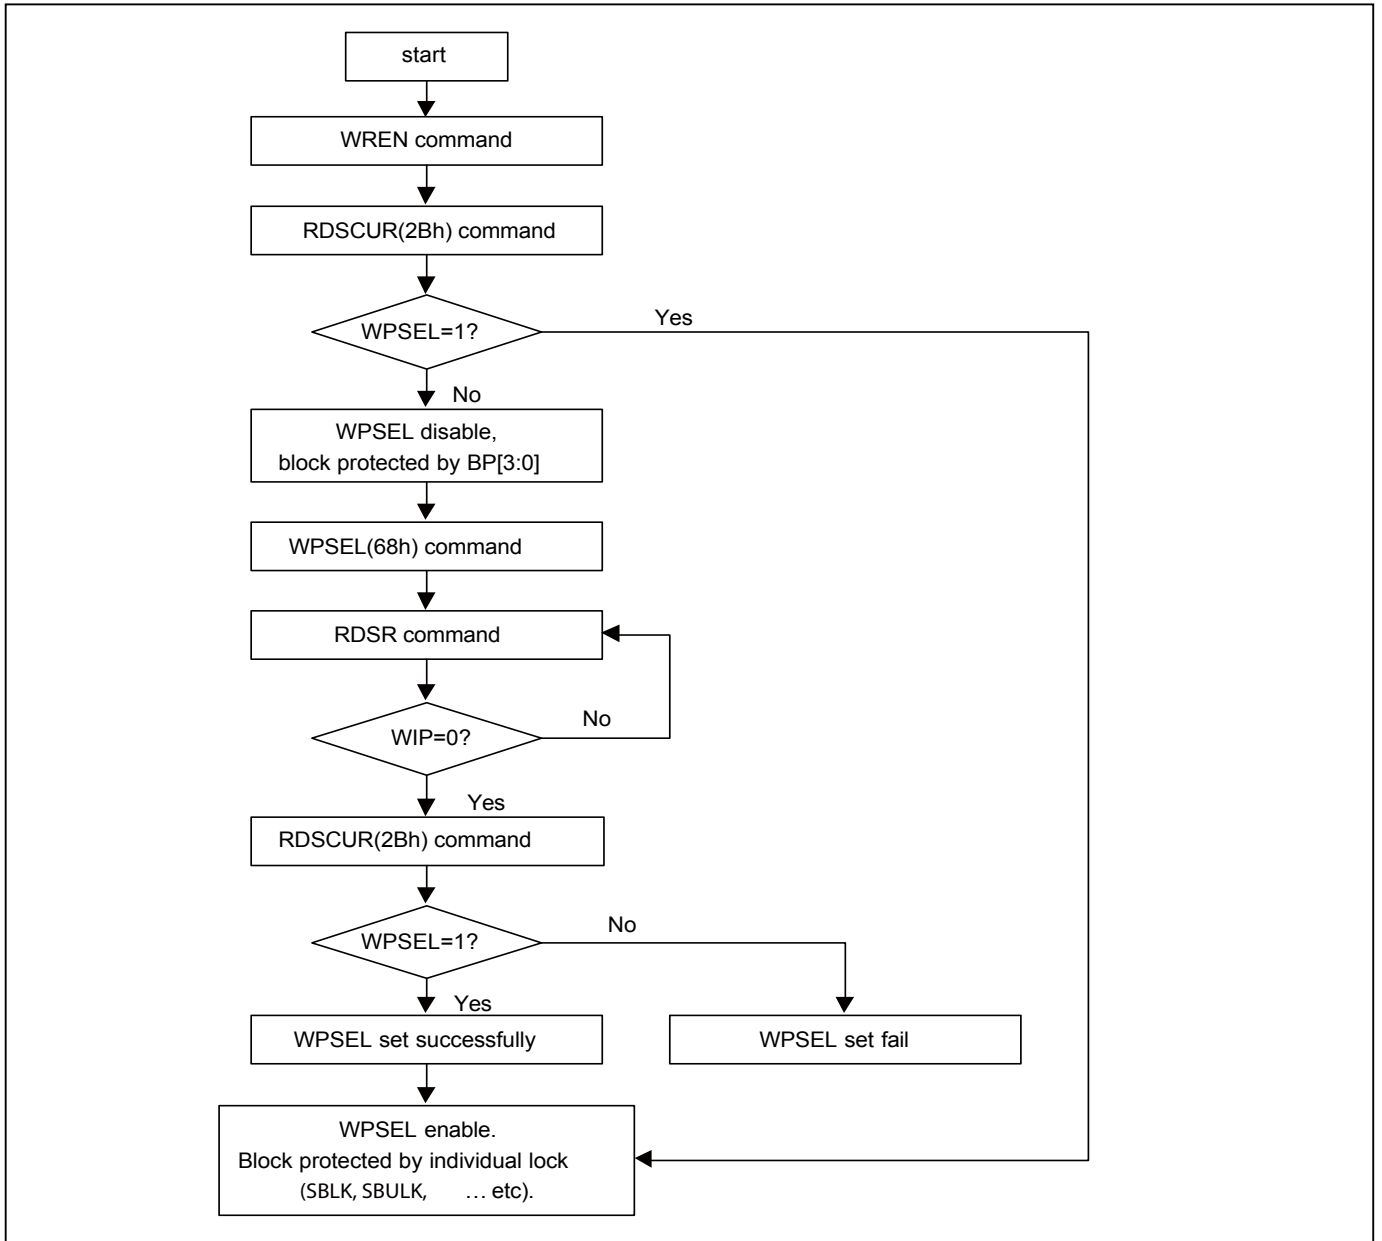 start
WREN command
RDSCUR(2Bh) command
WPSEL=1?
Yes
No
WPSEL disable,
block protected by BP[3:0]
WPSEL(68h) command
RDSR command
WIP=0?
No
Yes
RDSCUR(2Bh) command
WPSEL=1?
No
Yes
WPSEL set successfully
WPSEL set fail
WPSEL enable.
Block protected by individual lock
(SBLK, SBULK, … etc).